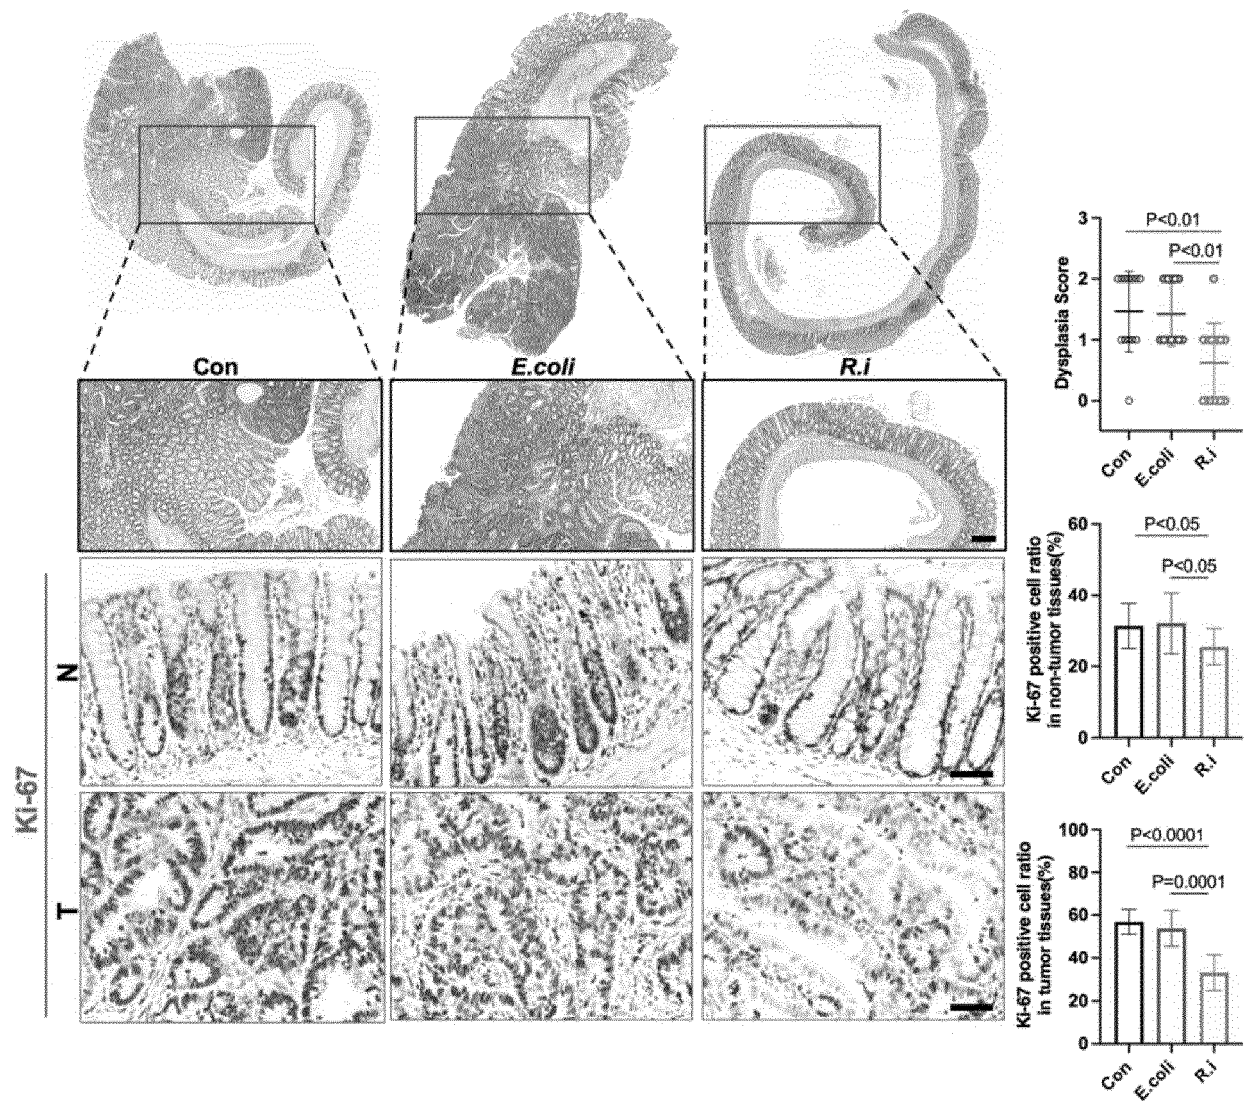 Con
E.coli
R.i
Ki-67
N
T
Dysplasia Score
3
2
1
0
P<0.01
P<0.01
Con
E.coli
R.i
Ki-67 positive cell ratio
in non-tumor tissues(%)
60
40
20
0
P<0.05
P<0.05
Con
E.coli
R.i
Ki-67 positive cell ratio
in tumor tissues(%)
100
80
60
40
20
0
P<0.0001
P=0.0001
Con
E.coli
R.i